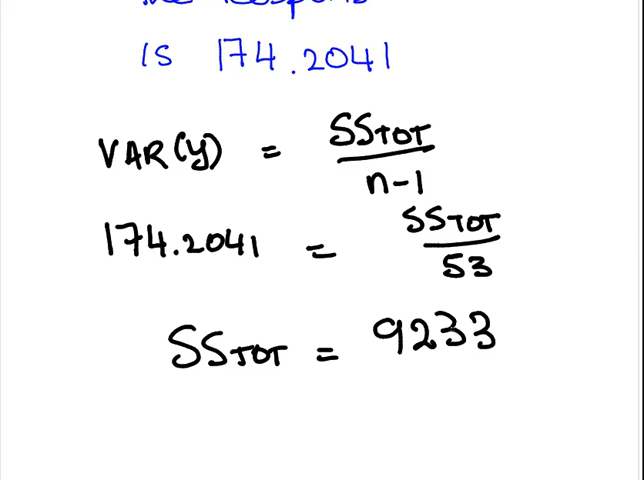 is 174.2041
VAR(y) = SSTOT / n-1
174.2041 = SSTOT / 53
SSTOT = 9233